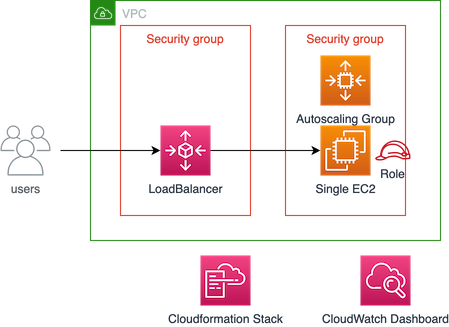 VPC
Security group
Security group
Autoscaling Group
users
LoadBalancer
Single EC2
Role
Cloudformation Stack
CloudWatch Dashboard